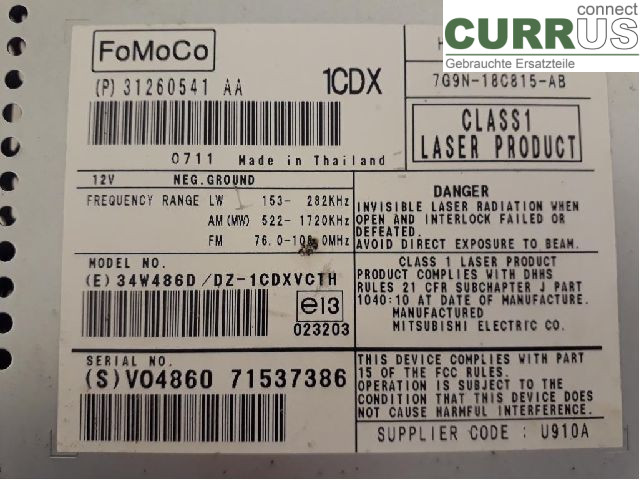 connect
CURRUS
Gebrauchte Ersatzteile
FoMoCo
(P) 31260541 AA
1CDX
7G9N-18C815-AB
CLASS1
LASER PRODUCT
0711 Made in Thailand
12V NEG.GROUND
FREQUENCY RANGE LW 153- 282KHz
AM(MW) 522- 1720KHz
FM 76.0-108.0MHz
DANGER
INVISIBLE LASER RADIATION WHEN
OPEN AND INTERLOCK FAILED OR
DEFEATED.
AVOID DIRECT EXPOSURE TO BEAM.
MODEL NO.
(E) 34W486D/DZ-1CDXVCTH
e13
023203
CLASS 1 LASER PRODUCT
PRODUCT COMPLIES WITH DHHS
RULES 21 CFR SUBCHAPTER J PART
1040:10 AT DATE OF MANUFACTURE.
MANUFACTURED
MITSUBISHI ELECTRIC CO.
SERIAL NO.
(S)V04860 71537386
THIS DEVICE COMPLIES WITH PART
15 OF THE FCC RULES.
OPERATION IS SUBJECT TO THE
CONDITION THAT THIS DEVICE DOES
NOT CAUSE HARMFUL INTERFERENCE.
SUPPLIER CODE : U910A